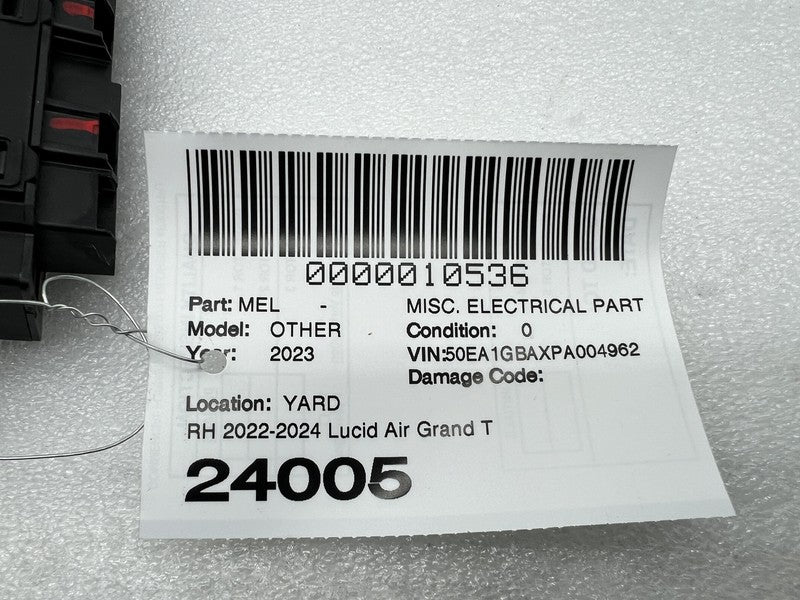 0000010536
Part: MEL - MISC. ELECTRICAL PART
Model: OTHER Condition: 0
Year: 2023 VIN:50EA1GBAXPA004962
Damage Code:
Location: YARD
RH 2022-2024 Lucid Air Grand T
24005